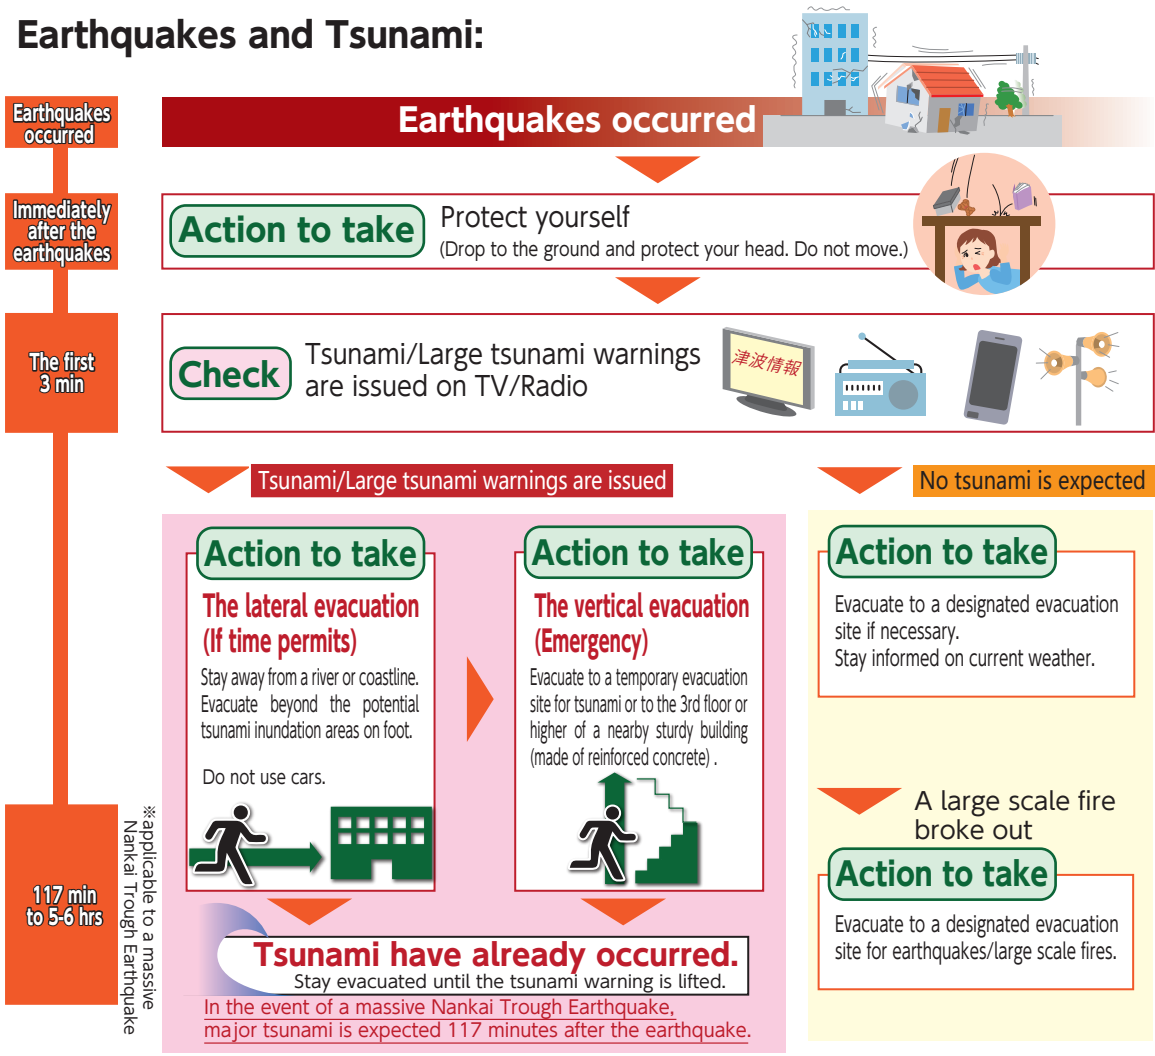 Earthquakes and Tsunami:
Earthquakes
occurred
Earthquakes occurred
Immediately
after the
earthquakes
Action to take
Protect yourself
(Drop to the ground and protect your head. Do not move.)
The first
3 min
Check
Tsunami/Large tsunami warnings
are issued on TV/Radio
津波情報
Tsunami/Large tsunami warnings are issued
Action to take
The lateral evacuation
(If time permits)
Stay away from a river or coastline.
Evacuate beyond the potential
tsunami inundation areas on foot.
Do not use cars.
Action to take
The vertical evacuation
(Emergency)
Evacuate to a temporary evacuation
site for tsunami or to the 3rd floor or
higher of a nearby sturdy building
(made of reinforced concrete) .
No tsunami is expected
Action to take
Evacuate to a designated evacuation
site if necessary.
Stay informed on current weather.
A large scale fire
broke out
Action to take
Evacuate to a designated evacuation
site for earthquakes/large scale fires.
117 min
to 5-6 hrs
※applicable to a massive
Nankai Trough Earthquake
Tsunami have already occurred.
Stay evacuated until the tsunami warning is lifted.
In the event of a massive Nankai Trough Earthquake,
major tsunami is expected 117 minutes after the earthquake.